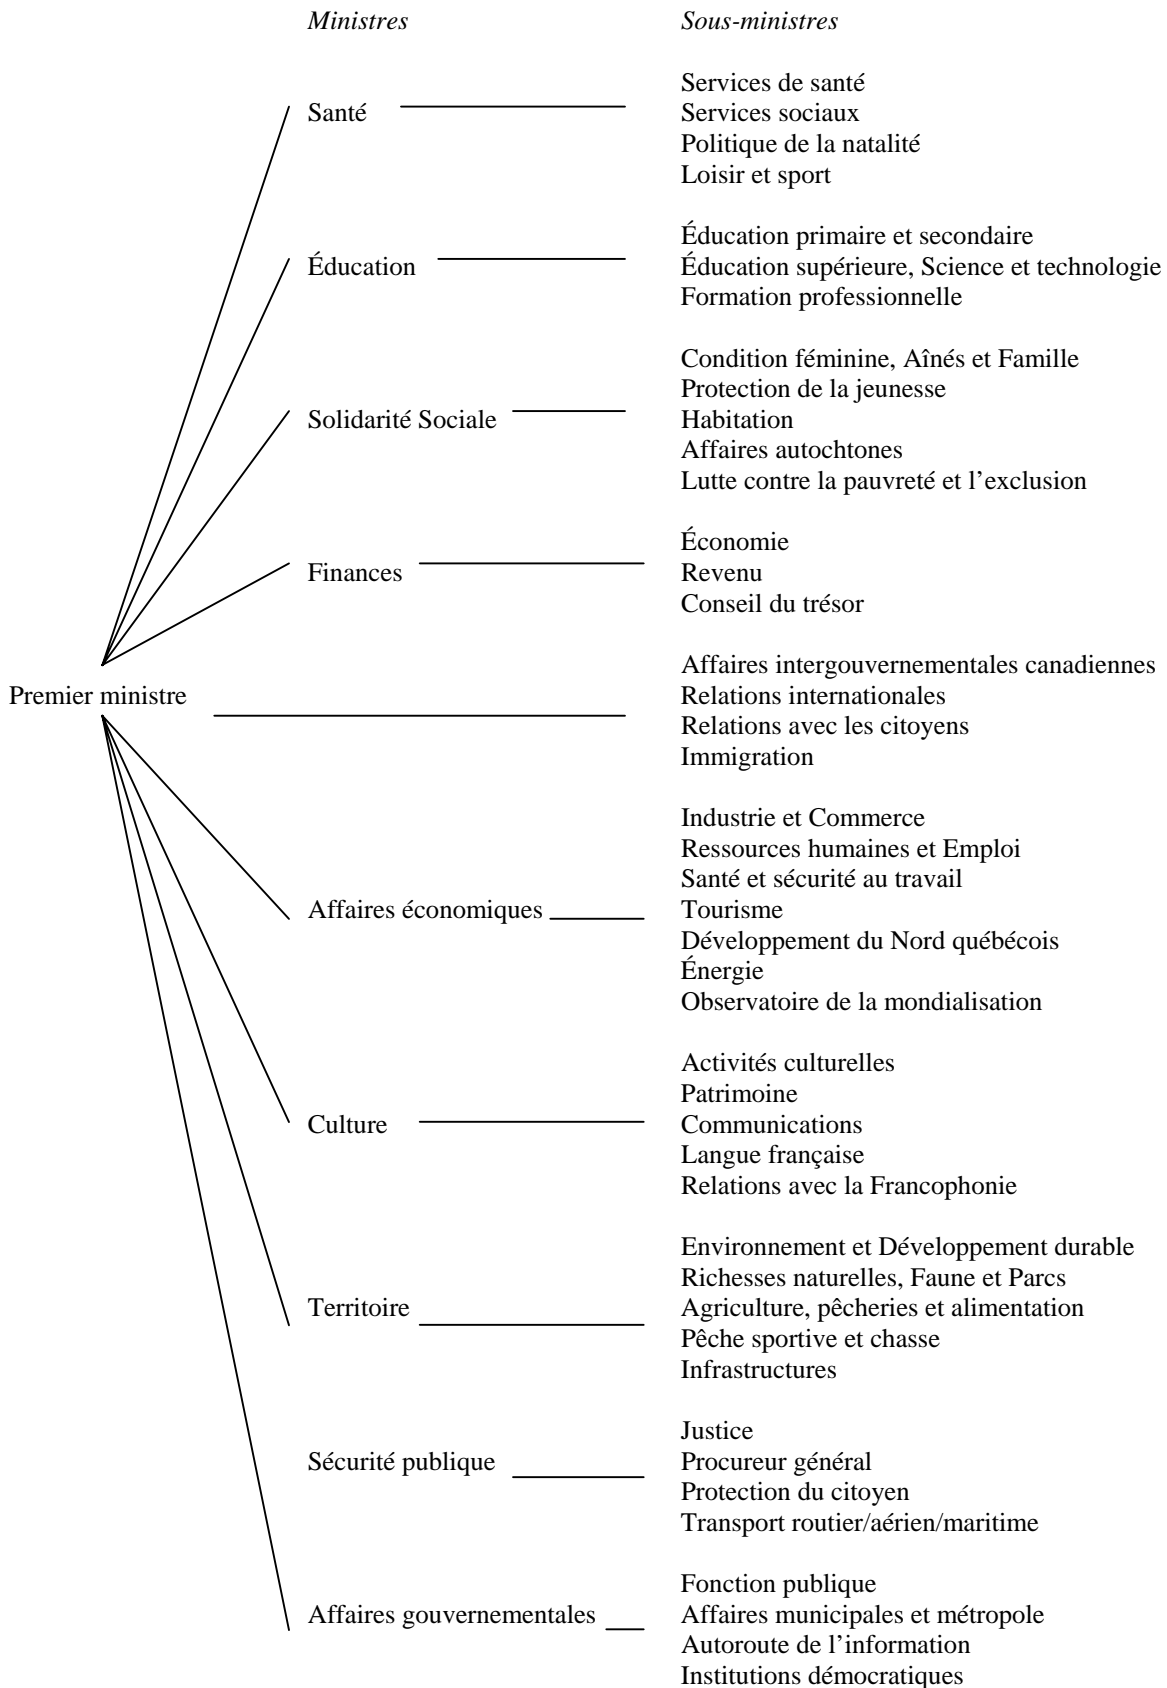 Ministres Sous-ministres
Services de santé
Santé Services sociaux
Politique de la natalité
Loisir et sport
Éducation primaire et secondaire
Éducation Éducation supérieure, Science et technologie
Formation professionnelle
Condition féminine, Aînés et Famille
Protection de la jeunesse
Solidarité Sociale Habitation
Affaires autochtones
Lutte contre la pauvreté et l’exclusion
Économie
Finances Revenu
Conseil du trésor
Affaires intergouvernementales canadiennes
Premier ministre Relations internationales
Relations avec les citoyens
Immigration
Industrie et Commerce
Ressources humaines et Emploi
Santé et sécurité au travail
Affaires économiques Tourisme
Développement du Nord québécois
Énergie
Observatoire de la mondialisation
Activités culturelles
Patrimoine
Culture Communications
Langue française
Relations avec la Francophonie
Environnement et Développement durable
Richesses naturelles, Faune et Parcs
Territoire Agriculture, pêcheries et alimentation
Pêche sportive et chasse
Infrastructures
Justice
Sécurité publique Procureur général
Protection du citoyen
Transport routier/aérien/maritime
Fonction publique
Affaires gouvernementales Affaires municipales et métropole
Autoroute de l’information
Institutions démocratiques